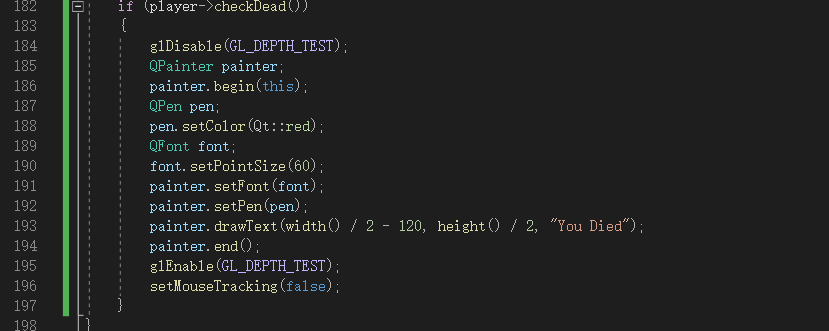 182 if (player->checkDead())
183 {
184 glDisable(GL_DEPTH_TEST);
185 QPainter painter;
186 painter.begin(this);
187 QPen pen;
188 pen.setColor(Qt::red);
189 QFont font;
190 font.setPointSize(60);
191 painter.setFont(font);
192 painter.setPen(pen);
193 painter.drawText(width() / 2 - 120, height() / 2, "You Died");
194 painter.end();
195 glEnable(GL_DEPTH_TEST);
196 setMouseTracking(false);
197 }
198 }